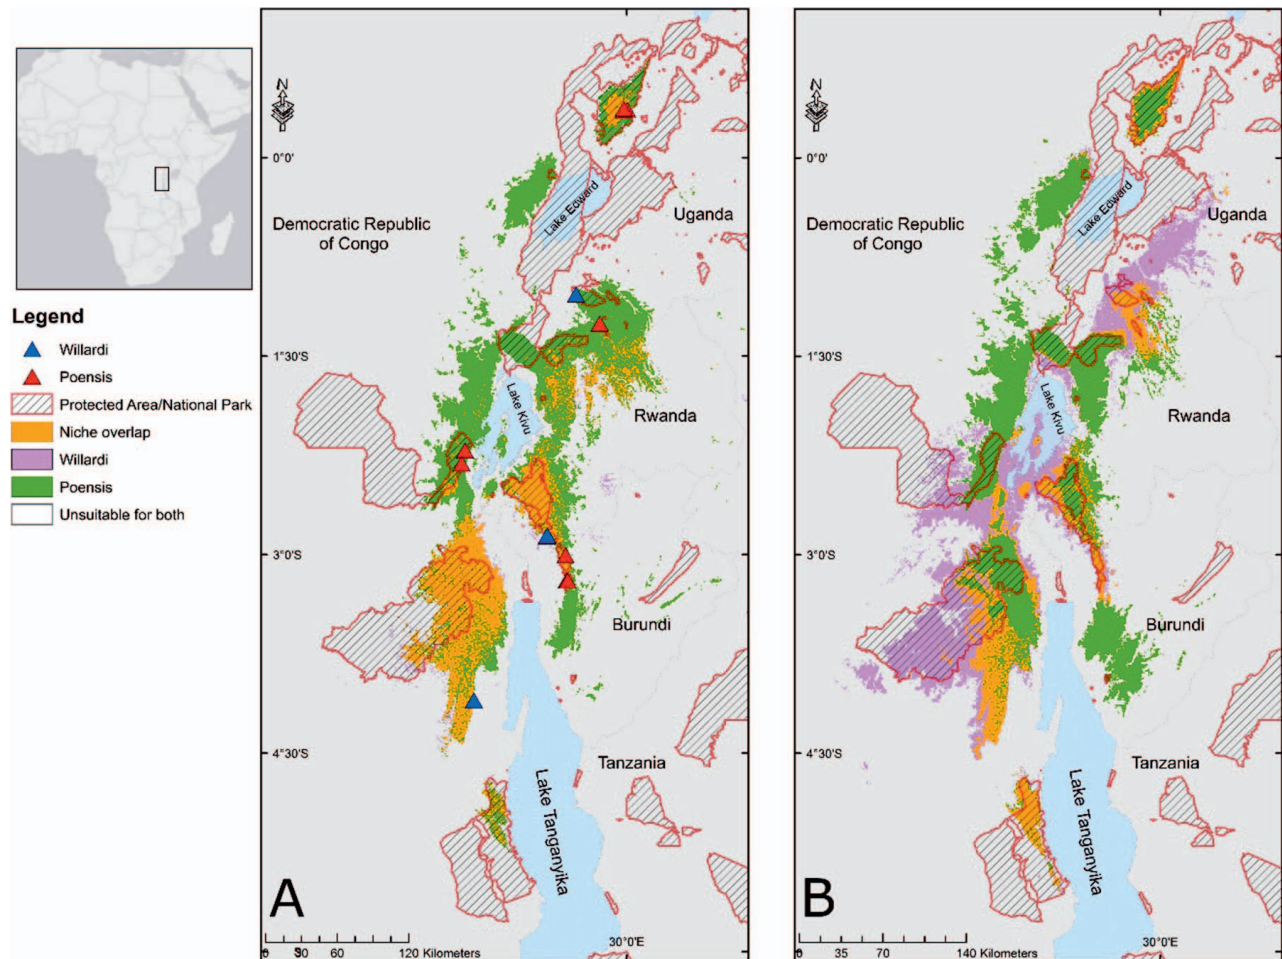 N
0°0'
Lake Edward
Uganda
Democratic Republic
of Congo
1°30'S
Lake Kivu
Rwanda
3°0'S
Burundi
4°30'S
Tanzania
Lake Tanganyika
A
30°0'E
0 30 60 120 Kilometers
Legend
Willardi
Poensis
Protected Area/National Park
Niche overlap
Willardi
Poensis
Unsuitable for both
N
0°0'
Lake Edward
Uganda
Democratic Republic
of Congo
1°30'S
Lake Kivu
Rwanda
3°0'S
Burundi
4°30'S
Tanzania
Lake Tanganyika
B
30°0'E
0 35 70 140 Kilometers